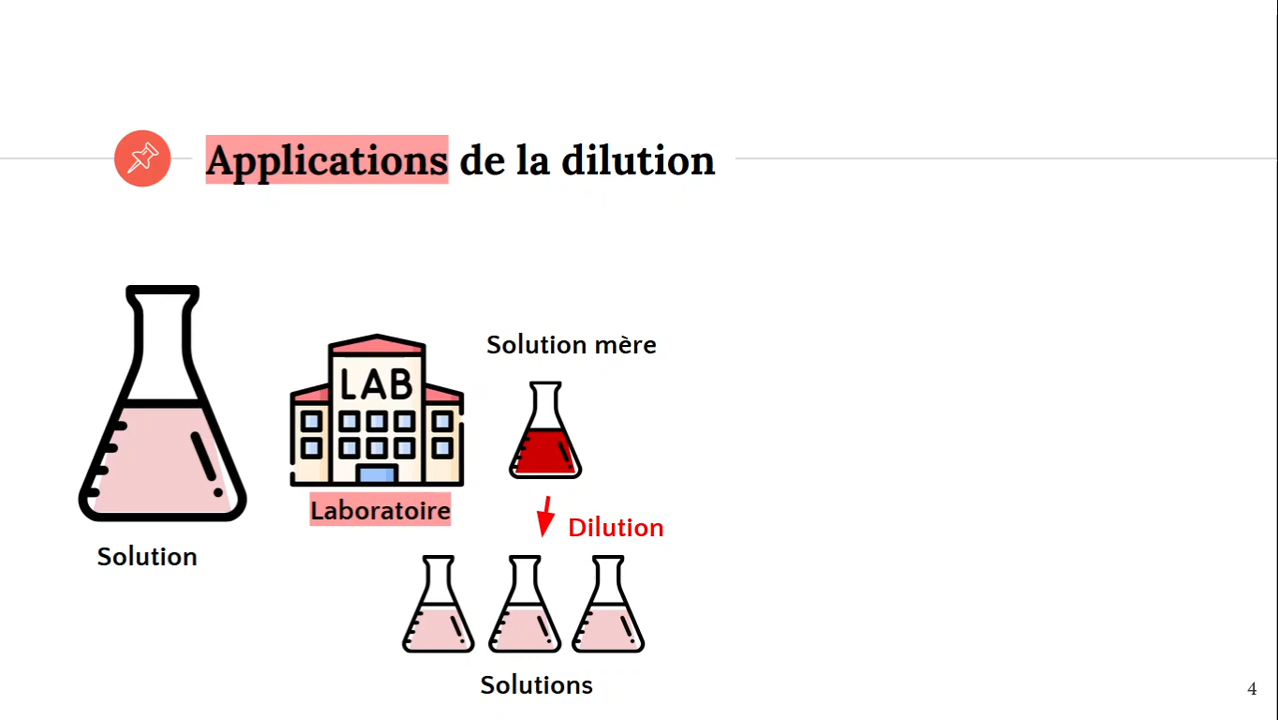 Applications de la dilution
Solution
LAB
Laboratoire
Solution mère
Dilution
Solutions
4